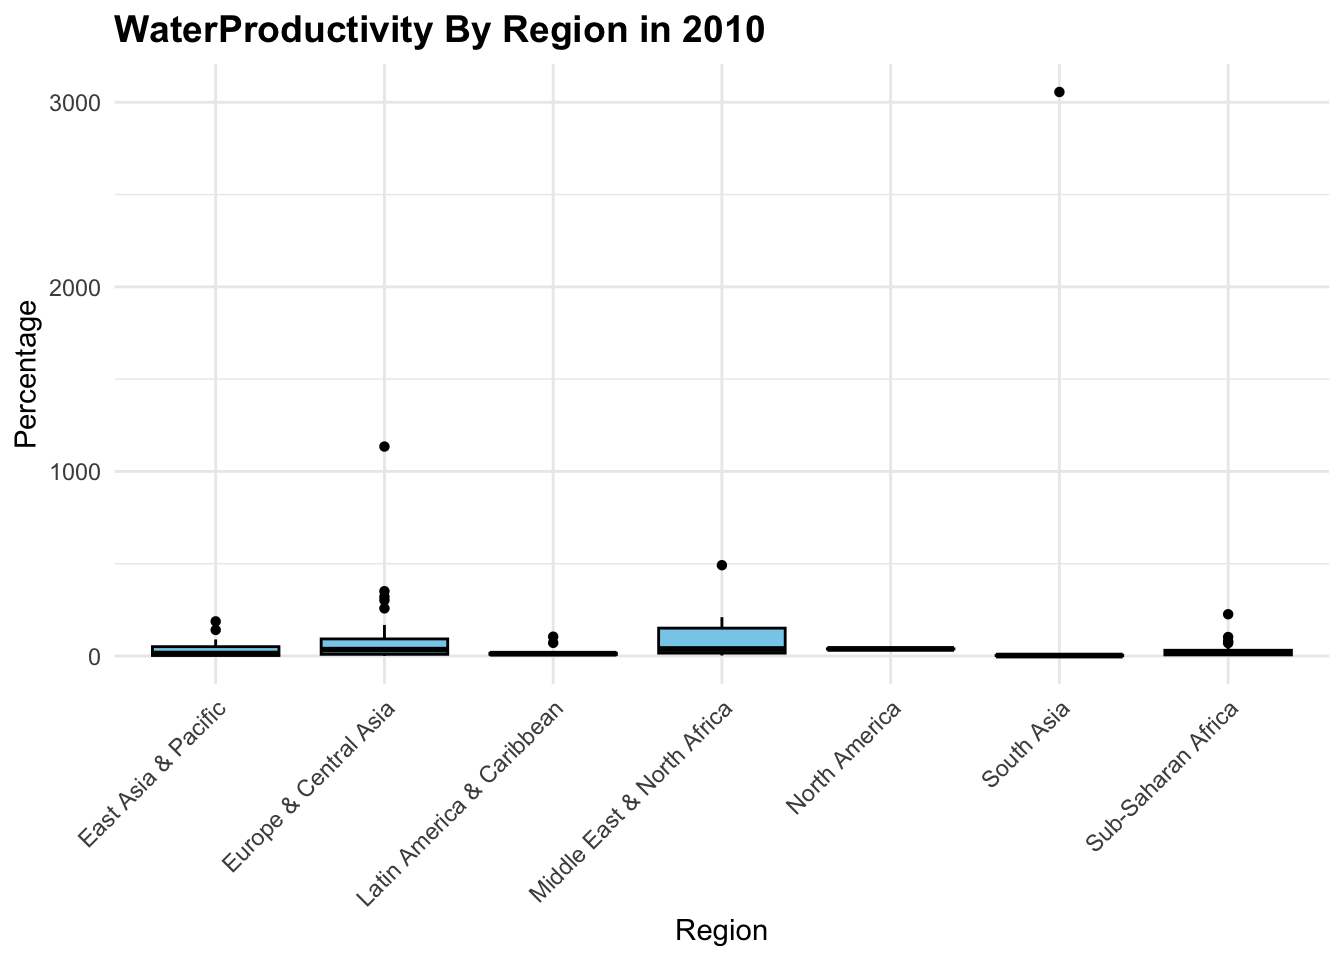 WaterProductivity By Region in 2010
Percentage
3000
2000
1000
0
East Asia & Pacific
Europe & Central Asia
Latin America & Caribbean
Middle East & North Africa
North America
South Asia
Sub-Saharan Africa
Region